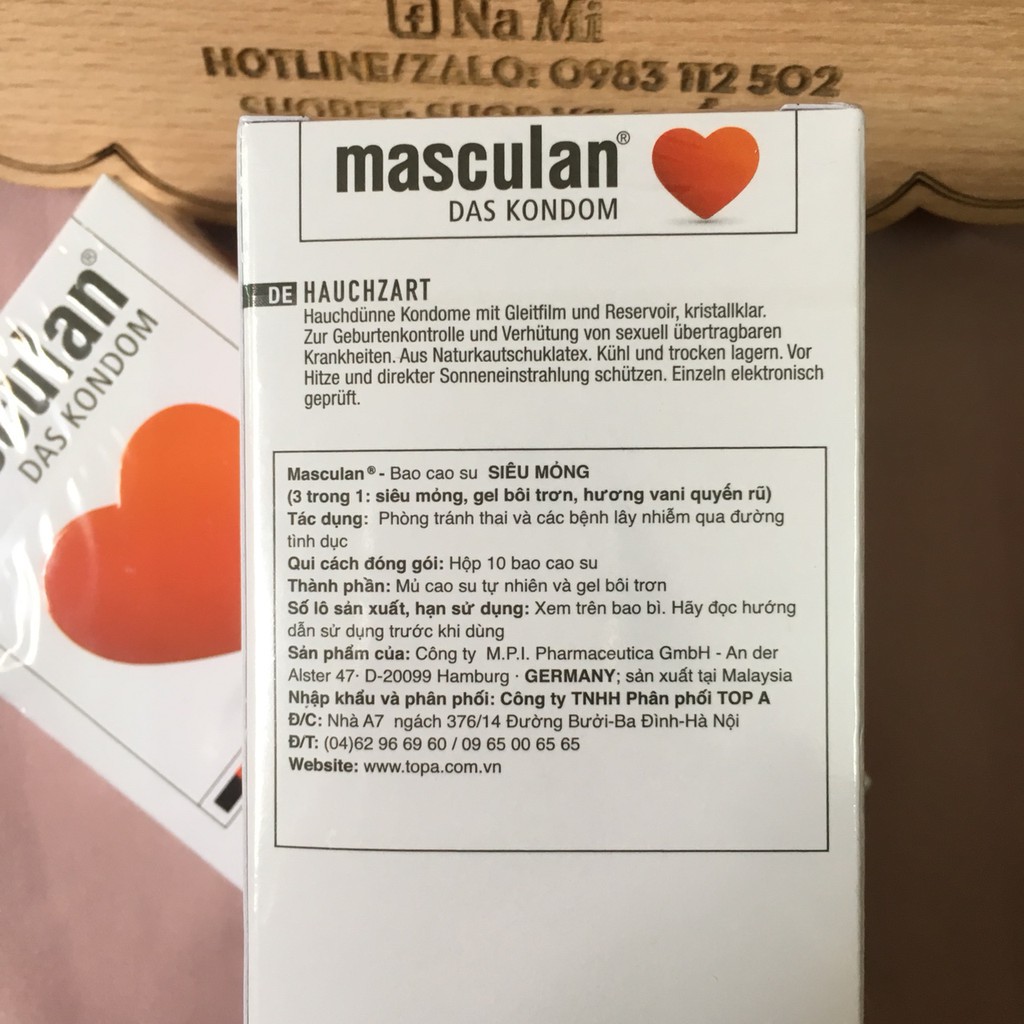 Na Mi
HOTLINE/ZALO: 0983 112 502
SHOPEE: SHOP
masculan®
DAS KONDOM
DE HAUCHZART
Hauchdünne Kondome mit Gleitfilm und Reservoir, kristallklar.
Zur Geburtenkontrolle und Verhütung von sexuell übertragbaren
Krankheiten. Aus Naturkautschuklatex. Kühl und trocken lagern. Vor
Hitze und direkter Sonneneinstrahlung schützen. Einzeln elektronisch
geprüft.
Masculan® - Bao cao su SIÊU MỎNG
(3 trong 1: siêu mỏng, gel bôi trơn, hương vani quyến rũ)
Tác dụng: Phòng tránh thai và các bệnh lây nhiễm qua đường
tình dục
Qui cách đóng gói: Hộp 10 bao cao su
Thành phần: Mủ cao su tự nhiên và gel bôi trơn
Số lô sản xuất, hạn sử dụng: Xem trên bao bì. Hãy đọc hướng
dẫn sử dụng trước khi dùng
Sản phẩm của: Công ty M.P.I. Pharmaceutica GmbH - An der
Alster 47· D-20099 Hamburg · GERMANY; sản xuất tại Malaysia
Nhập khẩu và phân phối: Công ty TNHH Phân phối TOP A
Đ/C: Nhà A7 ngách 376/14 Đường Bưởi-Ba Đình-Hà Nội
Đ/T: (04)62 96 69 60 / 09 65 00 65 65
Website: www.topa.com.vn
DAS KONDOM